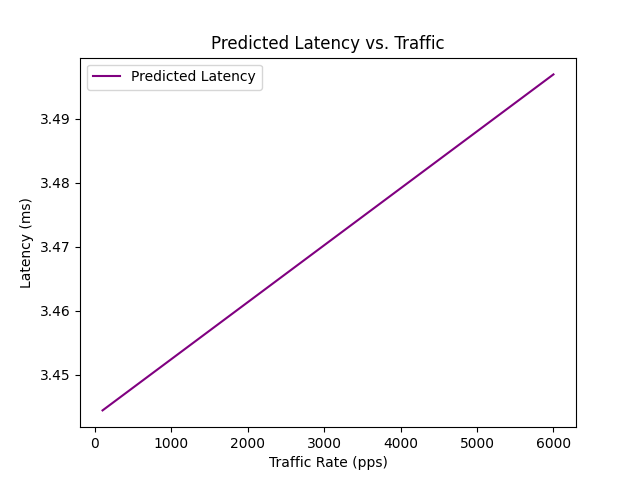 Predicted Latency vs. Traffic
Predicted Latency
Latency (ms)
3.49
3.48
3.47
3.46
3.45
0 1000 2000 3000 4000 5000 6000
Traffic Rate (pps)